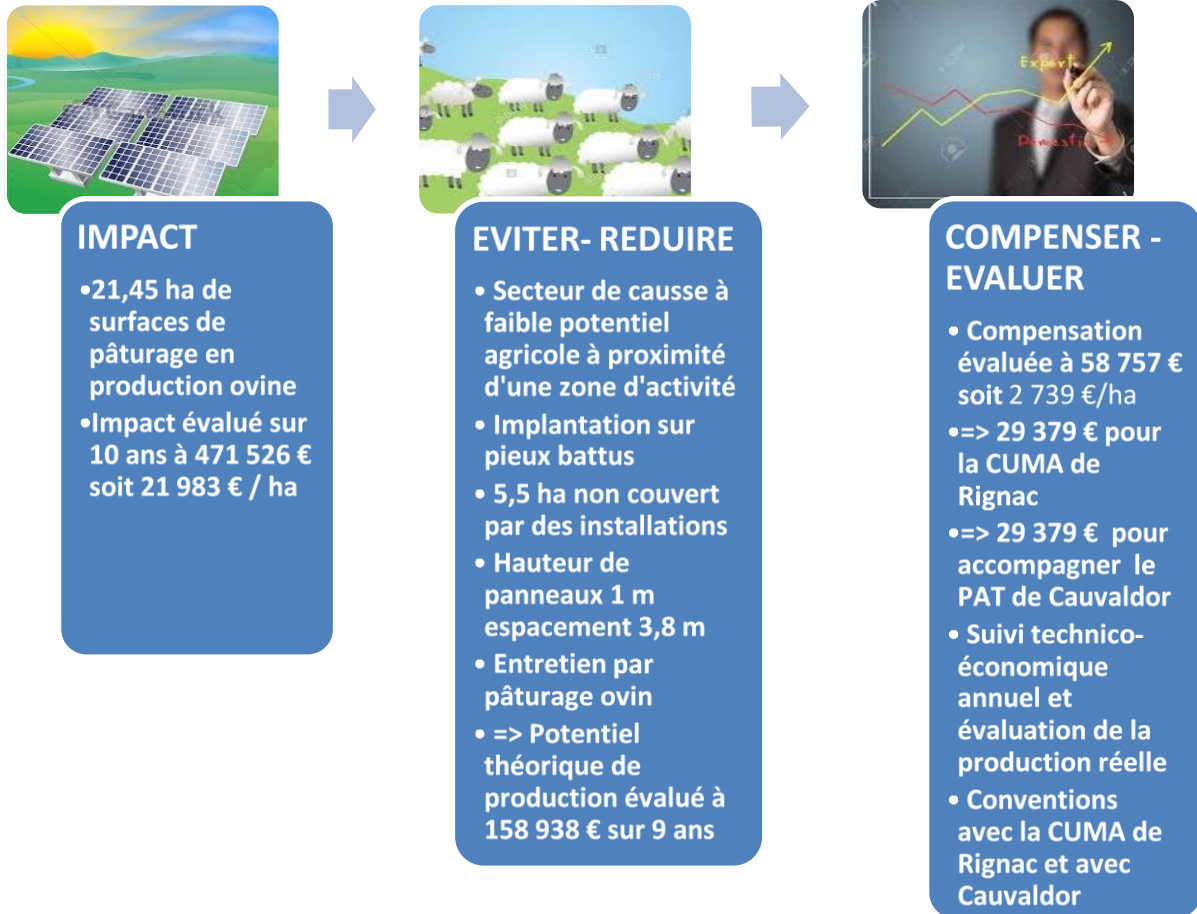 IMPACT
•21,45 ha de
surfaces de
pâturage en
production ovine
•Impact évalué sur
10 ans à 471 526 €
soit 21 983 € / ha
EVITER- REDUIRE
• Secteur de causse à
faible potentiel
agricole à proximité
d'une zone d'activité
• Implantation sur
pieux battus
• 5,5 ha non couvert
par des installations
• Hauteur de
panneaux 1 m
espacement 3,8 m
• Entretien par
pâturage ovin
• => Potentiel
théorique de
production évalué à
158 938 € sur 9 ans
Export
Domestic
COMPENSER -
EVALUER
• Compensation
évaluée à 58 757 €
soit 2 739 €/ha
•=> 29 379 € pour
la CUMA de
Rignac
•=> 29 379 € pour
accompagner le
PAT de Cauvaldor
• Suivi technico-
économique
annuel et
évaluation de la
production réelle
• Conventions
avec la CUMA de
Rignac et avec
Cauvaldor